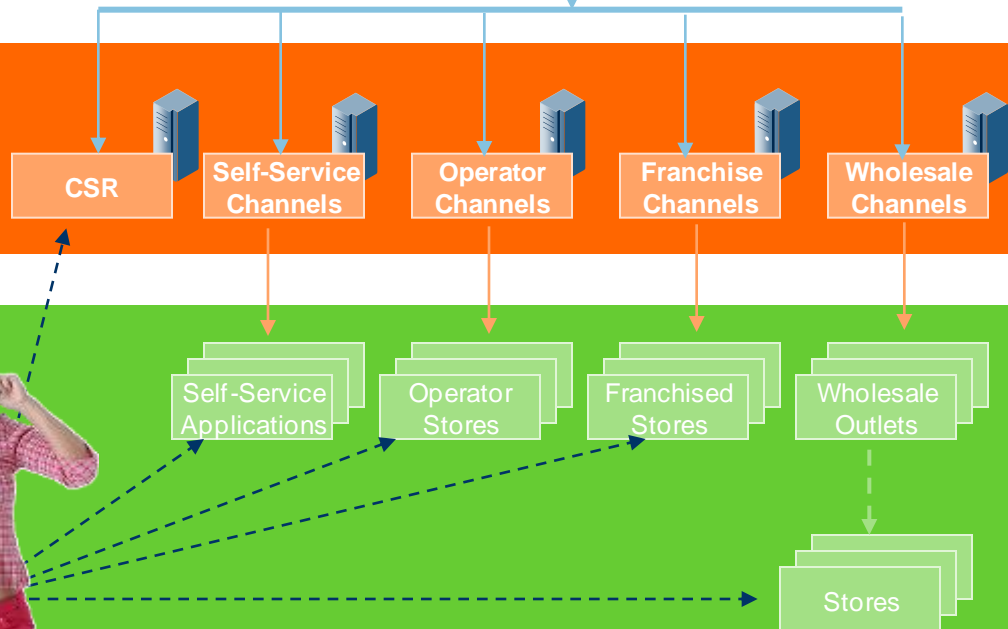 CSR
Self-Service
Channels
Operator
Channels
Franchise
Channels
Wholesale
Channels
Self-Service
Applications
Operator
Stores
Franchised
Stores
Wholesale
Outlets
Stores